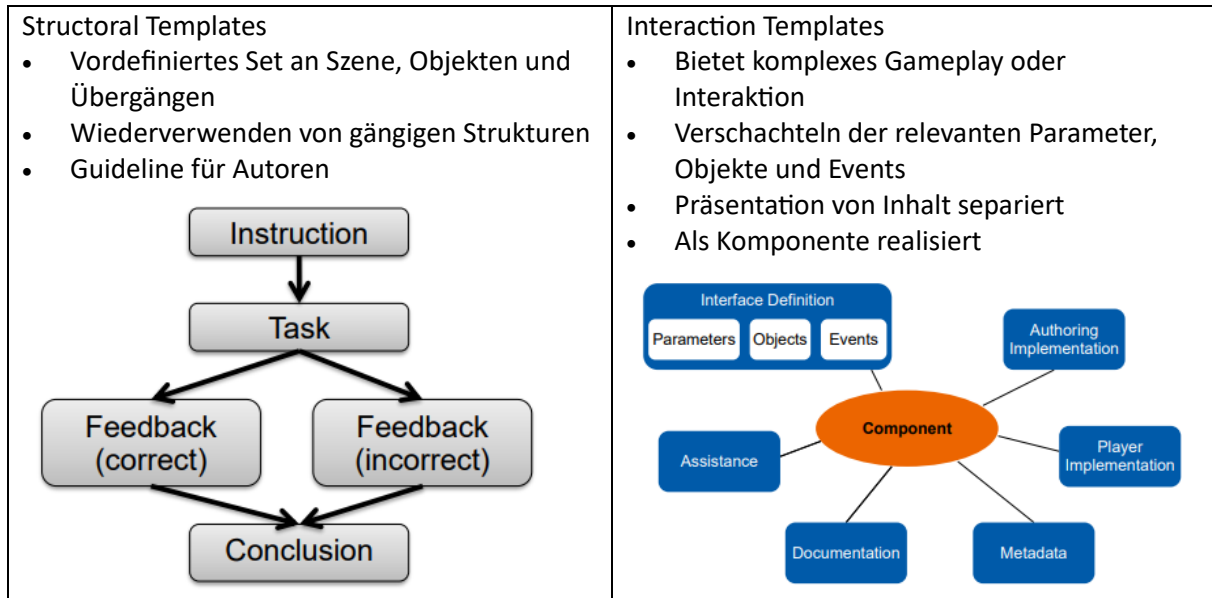 Structoral Templates
• Vordefiniertes Set an Szene, Objekten und
Übergängen
• Wiederverwenden von gängigen Strukturen
• Guideline für Autoren
Instruction
Task
Feedback
(correct)
Feedback
(incorrect)
Conclusion
Interaction Templates
• Bietet komplexes Gameplay oder
Interaktion
• Verschachteln der relevanten Parameter,
Objekte und Events
• Präsentation von Inhalt separiert
• Als Komponente realisiert
Interface Definition
Parameters
Objects
Events
Authoring
Implementation
Component
Assistance
Player
Implementation
Documentation
Metadata